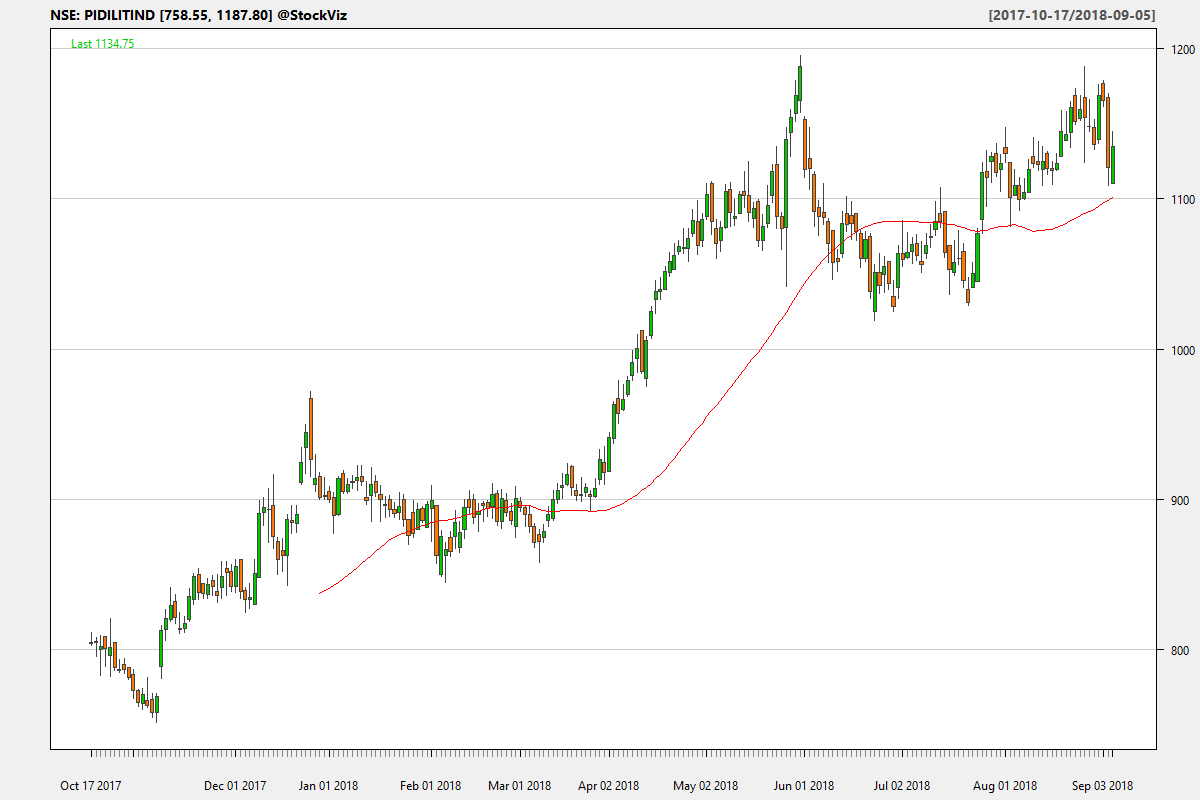 NSE: PIDILITIND [758.55, 1187.80] @StockViz [2017-10-17/2018-09-05]
Last 1134.75
1200
1100
1000
900
800
Oct 17 2017 Dec 01 2017 Jan 01 2018 Feb 01 2018 Mar 01 2018 Apr 02 2018 May 02 2018 Jun 01 2018 Jul 02 2018 Aug 01 2018 Sep 03 2018